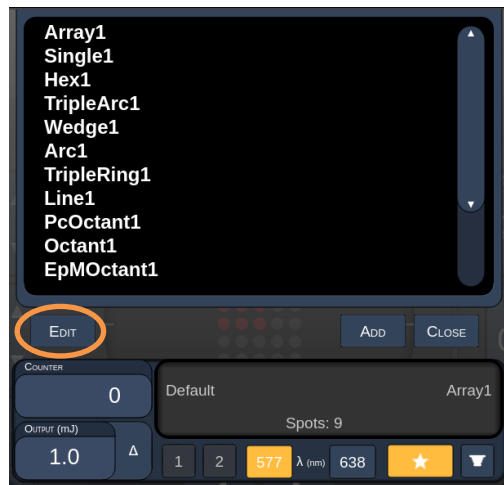 Array1
Single1
Hex1
TripleArc1
Wedge1
Arc1
TripleRing1
Line1
PcOctant1
Octant1
EpMOctant1
EDIT ADD CLOSE
COUNTER
0
Default Array1
Spots: 9
OUTPUT (mJ)
1.0 Δ
1 2 577 λ (nm) 638